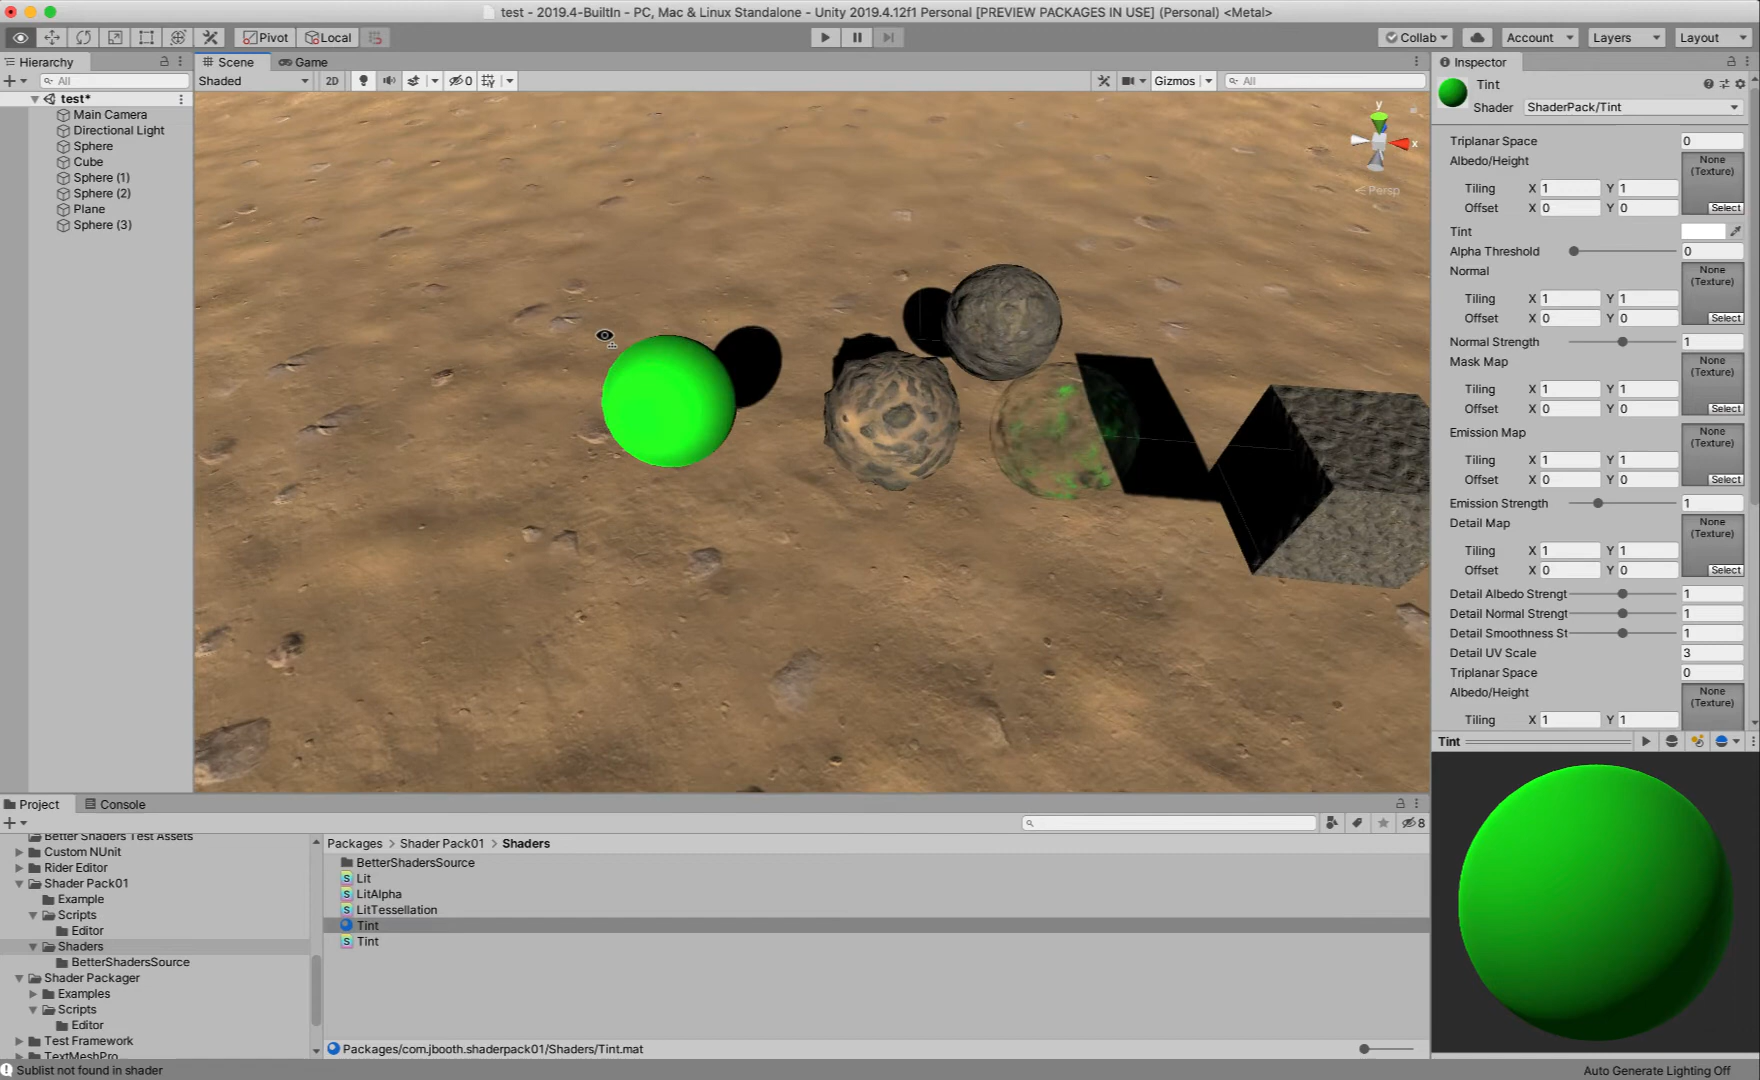 test - 2019.4-BuiltIn - PC, Mac & Linux Standalone - Unity 2019.4.12f1 Personal [PREVIEW PACKAGES IN USE] (Personal) <Metal>
Pivot Local Collab Account Layers Layout
Hierarchy
All
test*
Main Camera
Directional Light
Sphere
Cube
Sphere (1)
Sphere (2)
Plane
Sphere (3)
Scene Game
Shaded 2D 0 Gizmos All
y
x
Persp
Inspector
Tint
Shader ShaderPack/Tint
Triplanar Space 0
Albedo/Height None (Texture)
Tiling X 1 Y 1
Offset X 0 Y 0 Select
Tint
Alpha Threshold 0
Normal None (Texture)
Tiling X 1 Y 1
Offset X 0 Y 0 Select
Normal Strength 1
Mask Map None (Texture)
Tiling X 1 Y 1
Offset X 0 Y 0 Select
Emission Map None (Texture)
Tiling X 1 Y 1
Offset X 0 Y 0 Select
Emission Strength 1
Detail Map None (Texture)
Tiling X 1 Y 1
Offset X 0 Y 0 Select
Detail Albedo Strengt 1
Detail Normal Strengt 1
Detail Smoothness St 1
Detail UV Scale 3
Triplanar Space 0
Albedo/Height None (Texture)
Tiling X 1 Y 1
Tint
Project Console
8
Better Shaders Test Assets
Custom NUnit
Rider Editor
Shader Pack01
Example
Scripts
Editor
Shaders
BetterShadersSource
Shader Packager
Examples
Scripts
Editor
Test Framework
TextMeshPro
Packages > Shader Pack01 > Shaders
BetterShadersSource
Lit
LitAlpha
LitTessellation
Tint
Tint
Packages/com.jbooth.shaderpack01/Shaders/Tint.mat
Sublist not found in shader
Auto Generate Lighting Off